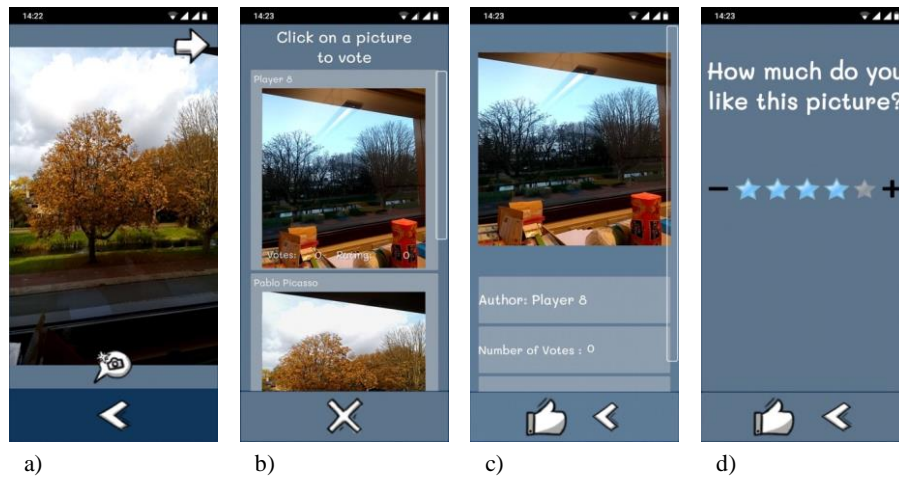 14:22
14:23
Click on a picture
to vote
Player 8
Votes: 0 Rating: 0
Pablo Picasso
14:23
Author: Player 8
Number of Votes : 0
14:23
How much do you
like this picture?
a)
b)
c)
d)